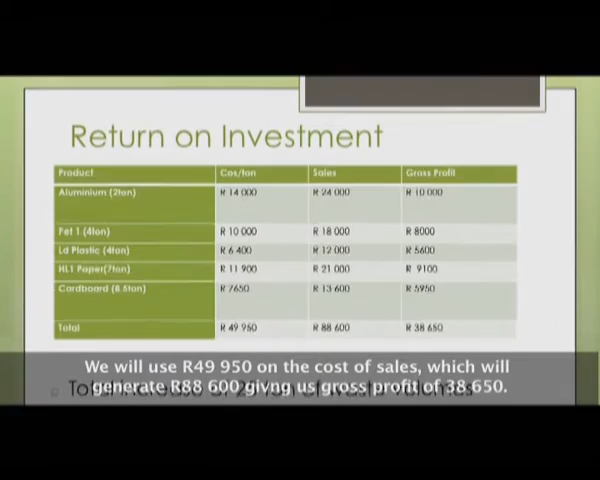 Return on Investment
Product Cos/ton Sales Gross Profit
Aluminium (2ton) R 14 000 R 24 000 R 10 000
Pet 1 (4ton) R 10 000 R 18 000 R 8000
Ld Plastic (4ton) R 6 400 R 12 000 R 5600
HL1 Paper(7ton) R 11 900 R 21 000 R 9100
Cardboard (8.5ton) R 7650 R 13 600 R 5950
Total R 49 950 R 88 600 R 38 650
We will use R49 950 on the cost of sales, which will
generate R88 600 givng us gross profit of 38 650.